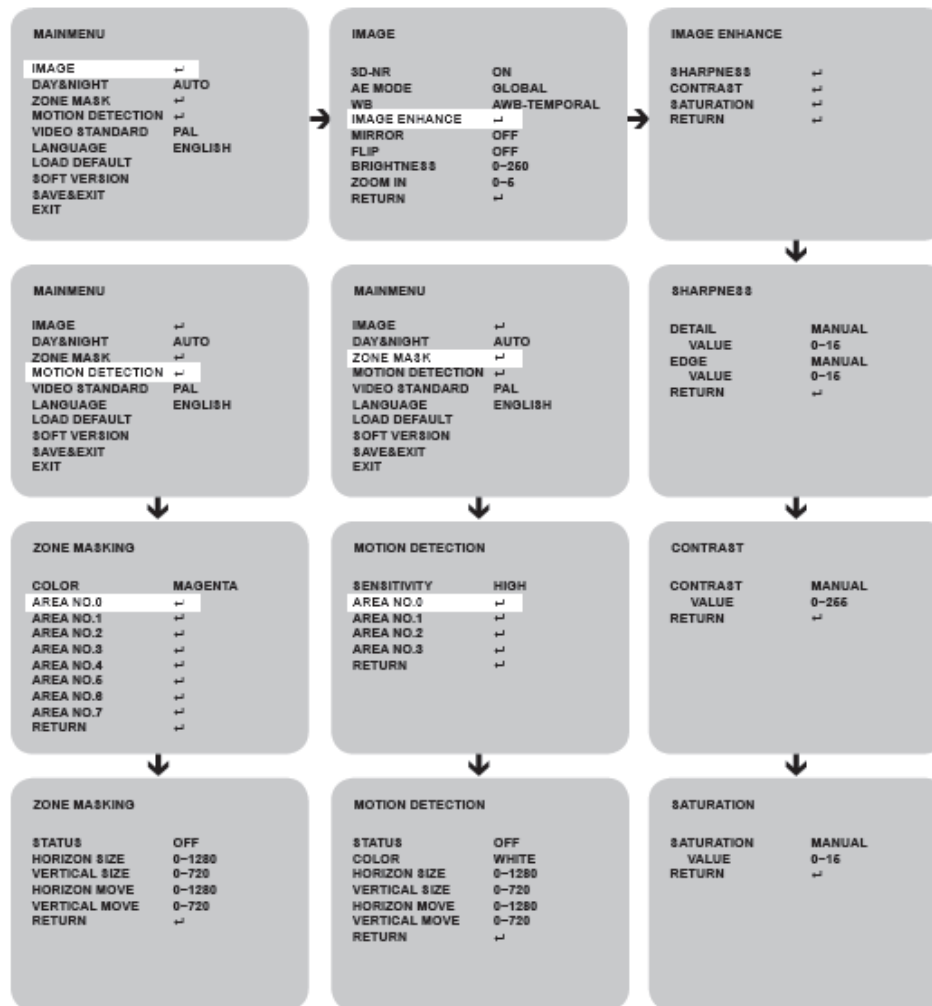 MAINMENU
IMAGE ↵
DAY&NIGHT AUTO
ZONE MASK ↵
MOTION DETECTION ↵
VIDEO STANDARD PAL
LANGUAGE ENGLISH
LOAD DEFAULT
SOFT VERSION
SAVE&EXIT
EXIT
IMAGE
3D-NR ON
AE MODE GLOBAL
WB AWB-TEMPORAL
IMAGE ENHANCE ↵
MIRROR OFF
FLIP OFF
BRIGHTNESS 0-250
ZOOM IN 0-5
RETURN ↵
IMAGE ENHANCE
SHARPNESS ↵
CONTRAST ↵
SATURATION ↵
RETURN ↵
MAINMENU
IMAGE ↵
DAY&NIGHT AUTO
ZONE MASK ↵
MOTION DETECTION ↵
VIDEO STANDARD PAL
LANGUAGE ENGLISH
LOAD DEFAULT
SOFT VERSION
SAVE&EXIT
EXIT
MAINMENU
IMAGE ↵
DAY&NIGHT AUTO
ZONE MASK ↵
MOTION DETECTION ↵
VIDEO STANDARD PAL
LANGUAGE ENGLISH
LOAD DEFAULT
SOFT VERSION
SAVE&EXIT
EXIT
SHARPNESS
DETAIL MANUAL
VALUE 0-15
EDGE MANUAL
VALUE 0-15
RETURN ↵
ZONE MASKING
COLOR MAGENTA
AREA NO.0 ↵
AREA NO.1 ↵
AREA NO.2 ↵
AREA NO.3 ↵
AREA NO.4 ↵
AREA NO.5 ↵
AREA NO.6 ↵
AREA NO.7 ↵
RETURN ↵
MOTION DETECTION
SENSITIVITY HIGH
AREA NO.0 ↵
AREA NO.1 ↵
AREA NO.2 ↵
AREA NO.3 ↵
RETURN ↵
CONTRAST
CONTRAST MANUAL
VALUE 0-255
RETURN ↵
ZONE MASKING
STATUS OFF
HORIZON SIZE 0-1280
VERTICAL SIZE 0-720
HORIZON MOVE 0-1280
VERTICAL MOVE 0-720
RETURN ↵
MOTION DETECTION
STATUS OFF
COLOR WHITE
HORIZON SIZE 0-1280
VERTICAL SIZE 0-720
HORIZON MOVE 0-1280
VERTICAL MOVE 0-720
RETURN ↵
SATURATION
SATURATION MANUAL
VALUE 0-15
RETURN ↵